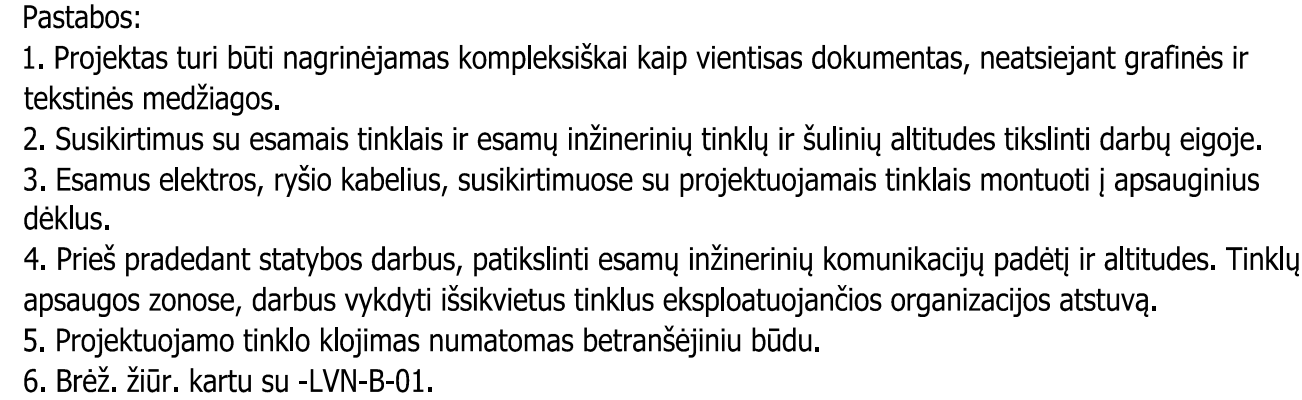 Pastabos:
1. Projektas turi būti nagrinėjamas kompleksiškai kaip vientisas dokumentas, neatsiejant grafinės ir
tekstinės medžiagos.
2. Susikirtimus su esamais tinklais ir esamų inžinerinių tinklų ir šulinių altitudes tikslinti darbų eigoje.
3. Esamus elektros, ryšio kabelius, susikirtimuose su projektuojamais tinklais montuoti į apsauginius
dėklus.
4. Prieš pradedant statybos darbus, patikslinti esamų inžinerinių komunikacijų padėtį ir altitudes. Tinklų
apsaugos zonose, darbus vykdyti išsikvietus tinklus eksploatuojančios organizacijos atstuvą.
5. Projektuojamo tinklo klojimas numatomas betranšėjiniu būdu.
6. Brėž. žiūr. kartu su -LVN-B-01.